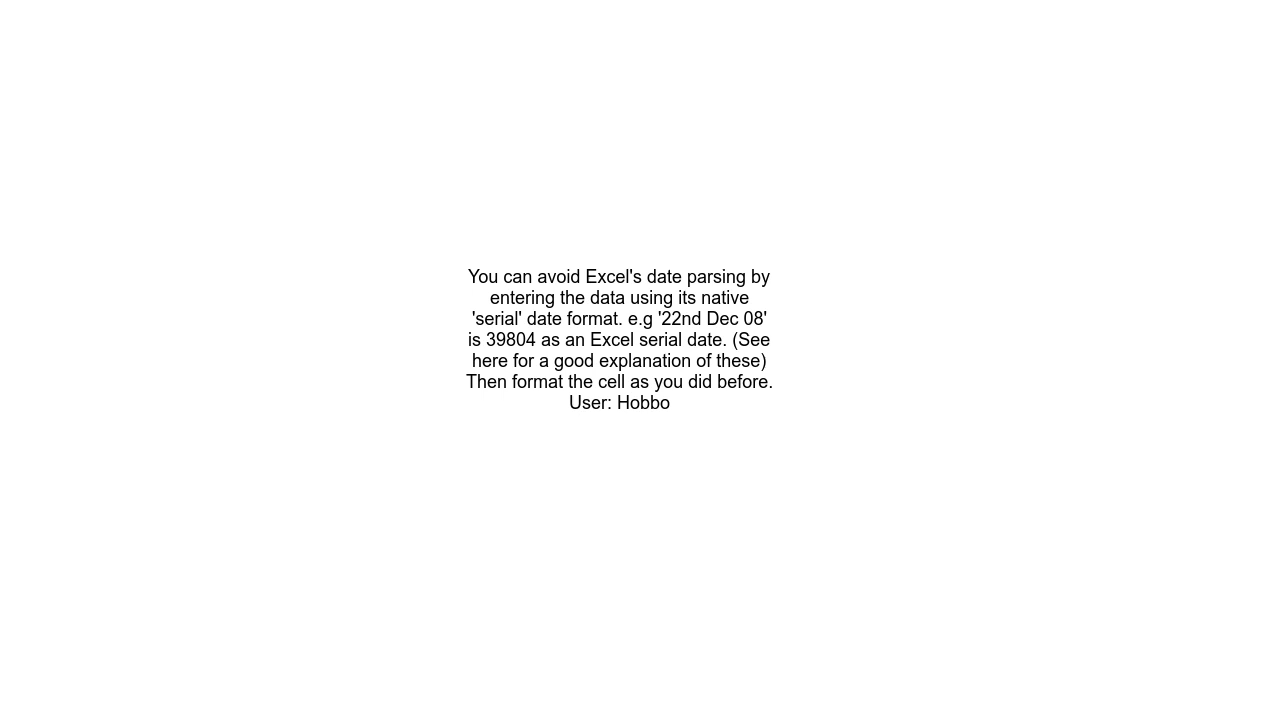 You can avoid Excel's date parsing by
entering the data using its native
'serial' date format. e.g '22nd Dec 08'
is 39804 as an Excel serial date. (See
here for a good explanation of these)
Then format the cell as you did before.
User: Hobbo